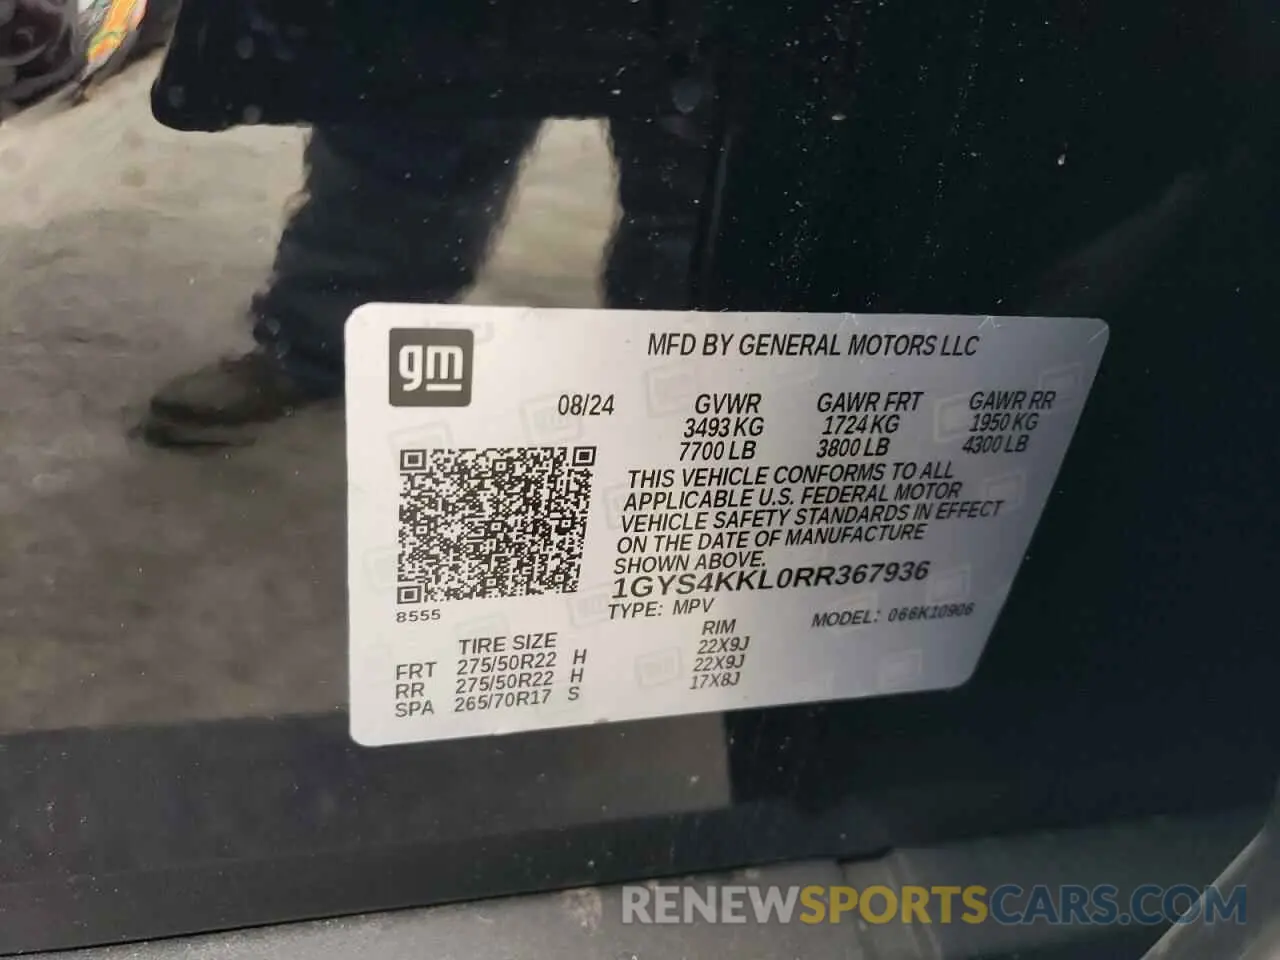 gm
MFD BY GENERAL MOTORS LLC
08/24 GVWR GAWR FRT GAWR RR
3493 KG 1724 KG 1950 KG
7700 LB 3800 LB 4300 LB
THIS VEHICLE CONFORMS TO ALL
APPLICABLE U.S. FEDERAL MOTOR
VEHICLE SAFETY STANDARDS IN EFFECT
ON THE DATE OF MANUFACTURE
SHOWN ABOVE.
1GYS4KKL0RR367936
8555
TYPE: MPV MODEL: 066K10906
TIRE SIZE RIM
FRT 275/50R22 H 22X9J
RR 275/50R22 H 22X9J
SPA 265/70R17 S 17X8J
RENEWSPORTSCARS.COM